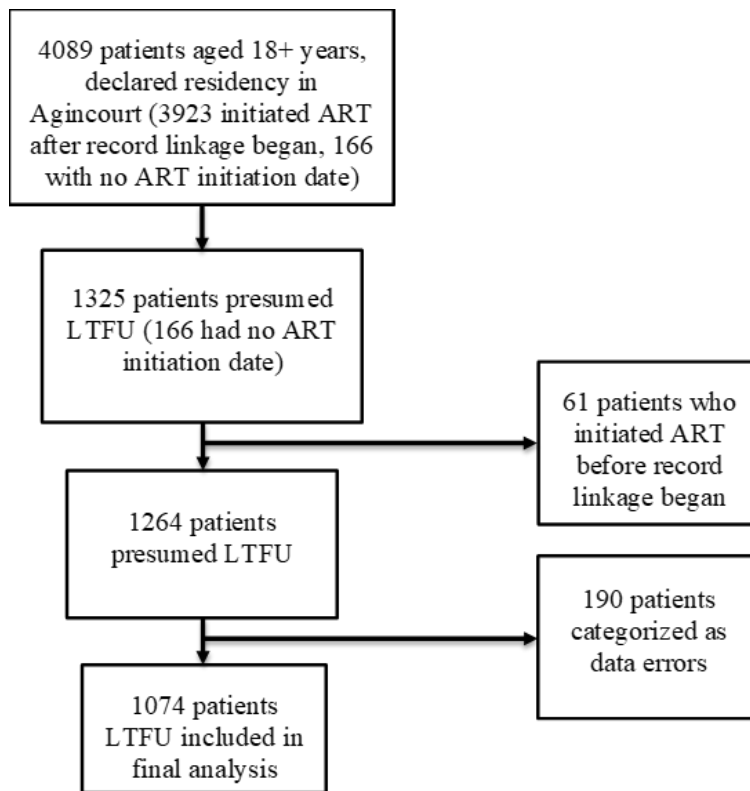 4089 patients aged 18+ years,
declared residency in
Agincourt (3923 initiated ART
after record linkage began, 166
with no ART initiation date)
1325 patients presumed
LTFU (166 had no ART
initiation date)
61 patients who
initiated ART
before record
linkage began
1264 patients
presumed LTFU
190 patients
categorized as
data errors
1074 patients
LTFU included in
final analysis